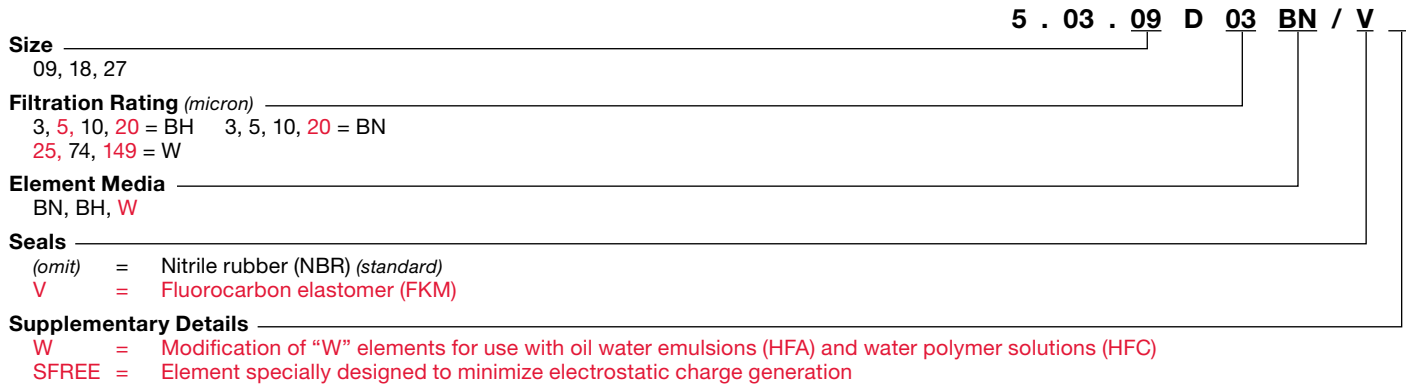 5 . 03 . 09 D 03 BN / V _
Size
09, 18, 27
Filtration Rating (micron)
3, 5, 10, 20 = BH 3, 5, 10, 20 = BN
25, 74, 149 = W
Element Media
BN, BH, W
Seals
(omit) = Nitrile rubber (NBR) (standard)
V = Fluorocarbon elastomer (FKM)
Supplementary Details
W = Modification of “W” elements for use with oil water emulsions (HFA) and water polymer solutions (HFC)
SFREE = Element specially designed to minimize electrostatic charge generation